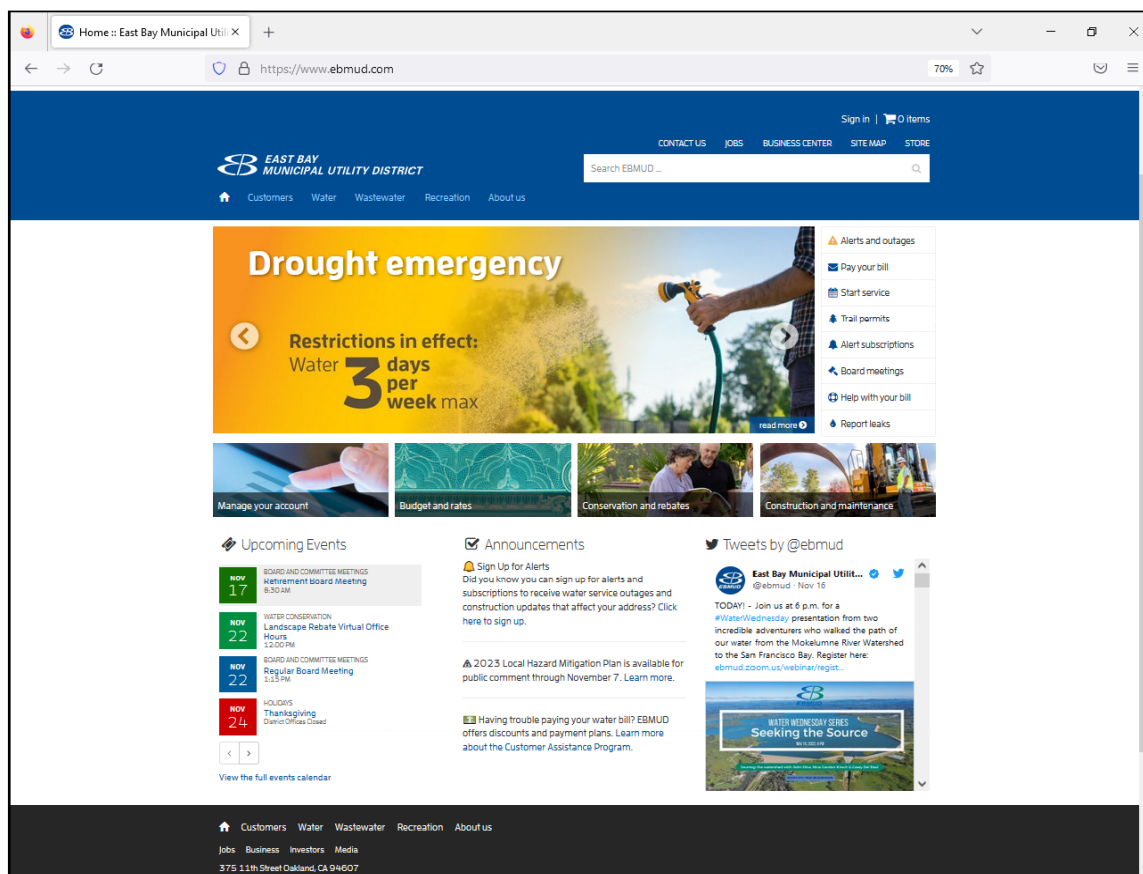 Home :: East Bay Municipal Utili
https://www.ebmud.com
70%
Sign in | 0 items
CONTACT US JOBS BUSINESS CENTER SITE MAP STORE
EAST BAY
MUNICIPAL UTILITY DISTRICT
Search EBMUD ...
Customers Water Wastewater Recreation About us
Drought emergency
Restrictions in effect:
Water 3 days
per
week max
read more
Alerts and outages
Pay your bill
Start service
Trail permits
Alert subscriptions
Board meetings
Help with your bill
Report leaks
Manage your account
Budget and rates
Conservation and rebates
Construction and maintenance
Upcoming Events
NOV
17
BOARD AND COMMITTEE MEETINGS
Retirement Board Meeting
8:30 AM
NOV
22
WATER CONSERVATION
Landscape Rebate Virtual Office
Hours
12:00 PM
NOV
22
BOARD AND COMMITTEE MEETINGS
Regular Board Meeting
1:15 PM
NOV
24
HOLIDAYS
Thanksgiving
District Offices Closed
View the full events calendar
Announcements
Sign Up for Alerts
Did you know you can sign up for alerts and
subscriptions to receive water service outages and
construction updates that affect your address? Click
here to sign up.
2023 Local Hazard Mitigation Plan is available for
public comment through November 7. Learn more.
Having trouble paying your water bill? EBMUD
offers discounts and payment plans. Learn more
about the Customer Assistance Program.
Tweets by @ebmud
East Bay Municipal Utilit...
@ebmud · Nov 16
TODAY! - Join us at 6 p.m. for a
#WaterWednesday presentation from two
incredible adventurers who walked the path of
our water from the Mokelumne River Watershed
to the San Francisco Bay. Register here:
ebmud.zoom.us/webinar/regist...
EBMUD
WATER WEDNESDAY SERIES
Seeking the Source
Customers Water Wastewater Recreation About us
Jobs Business Investors Media
375 11th Street Oakland, CA 94607